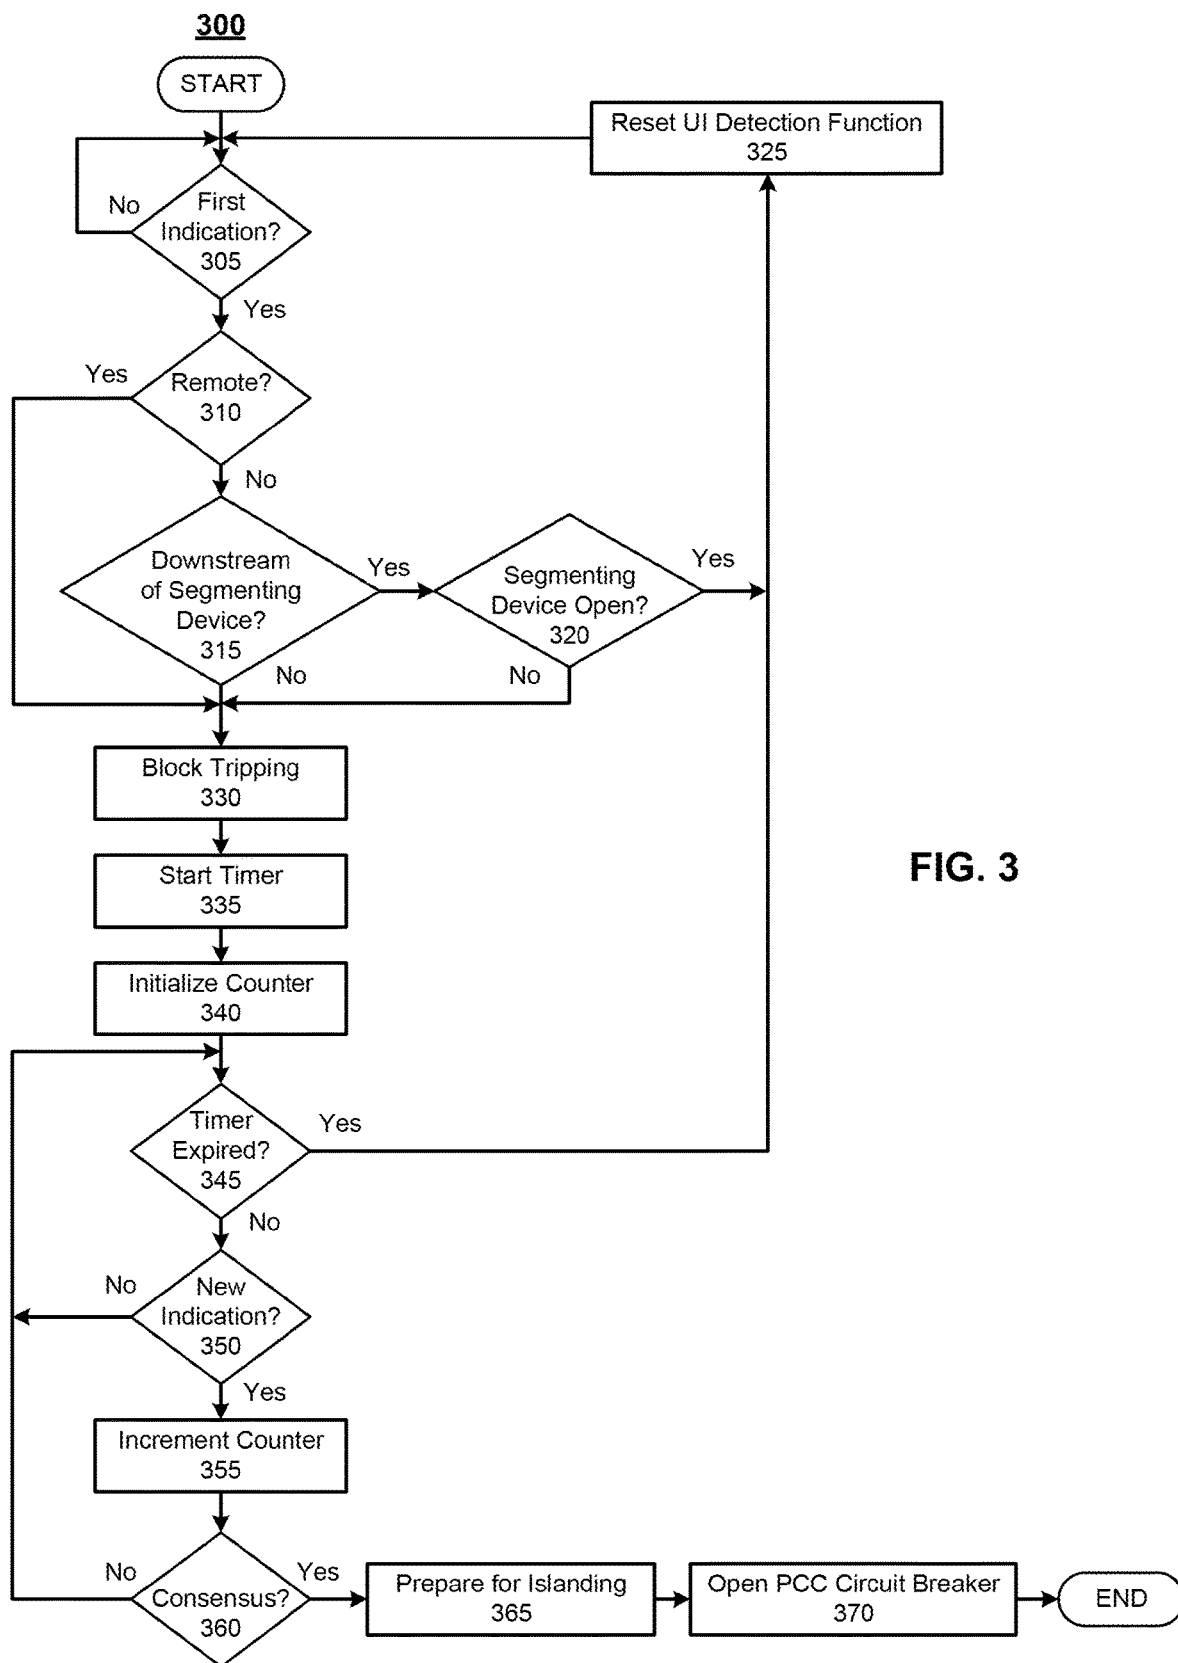 300
START
Reset UI Detection Function
325
No
First
Indication?
305
Yes
Yes
Remote?
310
No
Downstream
of Segmenting
Device?
315
Yes
Segmenting
Device Open?
320
Yes
No
No
Block Tripping
330
Start Timer
335
FIG. 3
Initialize Counter
340
Timer
Expired?
345
Yes
No
No
New
Indication?
350
Yes
Increment Counter
355
No
Consensus?
360
Yes
Prepare for Islanding
365
Open PCC Circuit Breaker
370
END